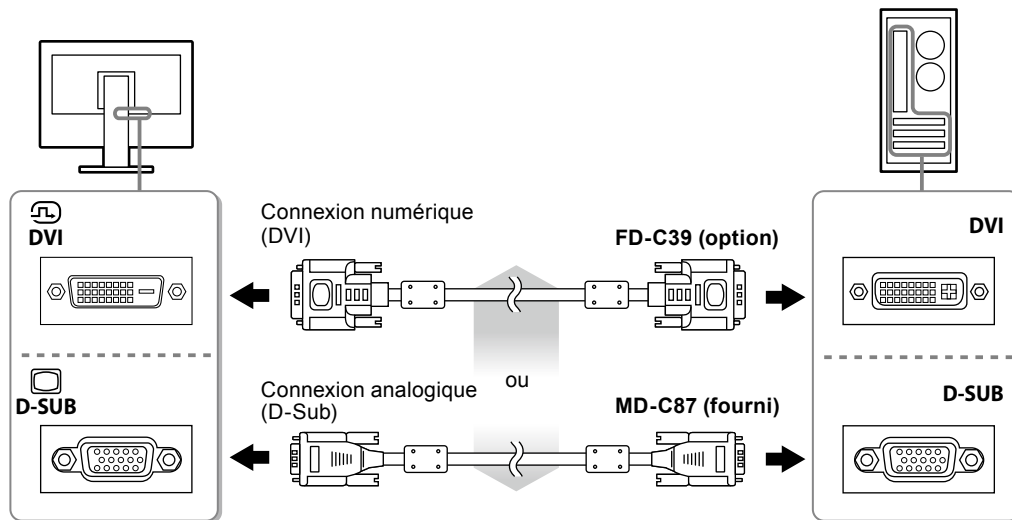 DVI
Connexion numérique
(DVI)
FD-C39 (option)
DVI
ou
D-SUB
Connexion analogique
(D-Sub)
MD-C87 (fourni)
D-SUB